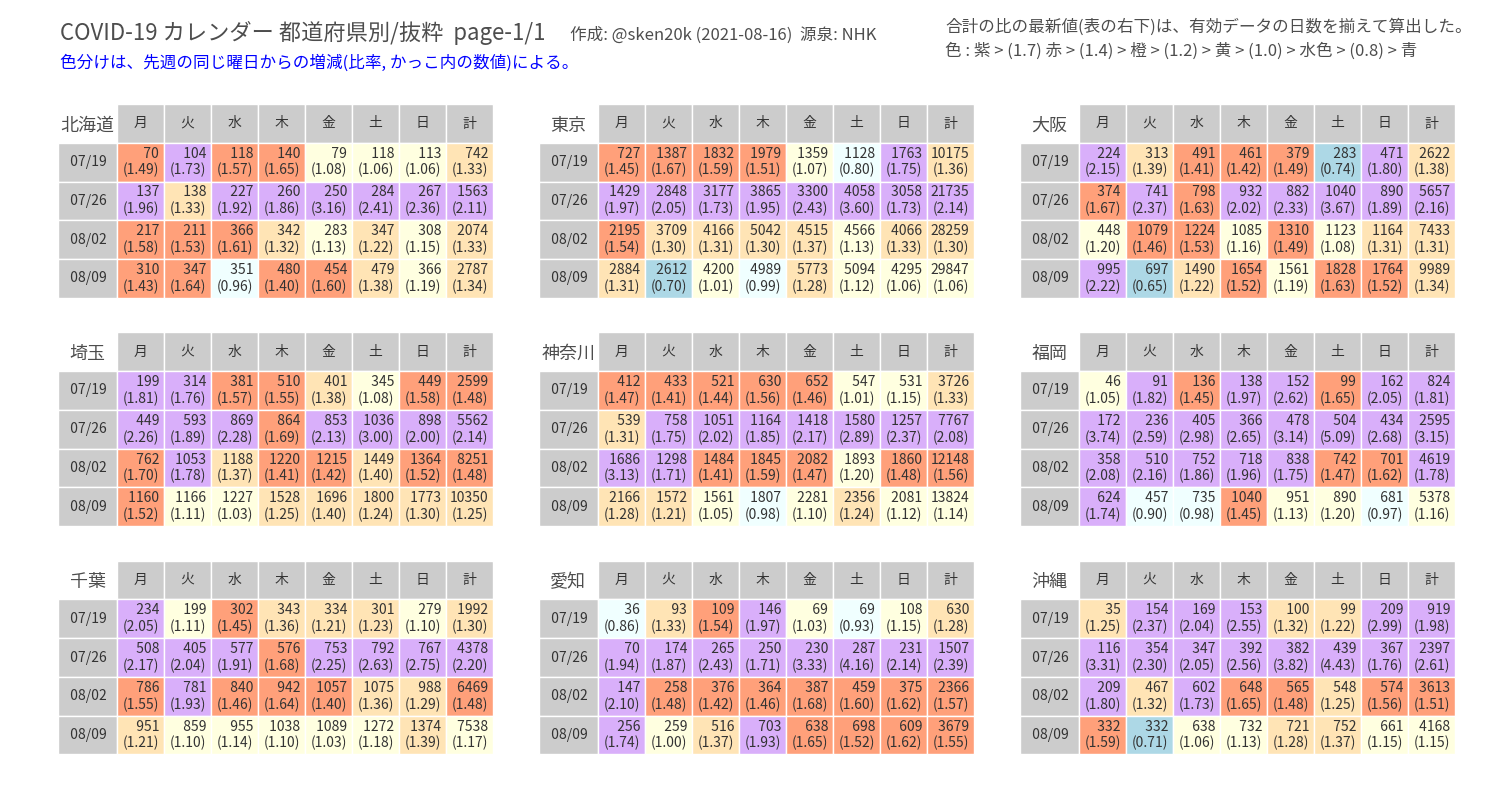 COVID-19 カレンダー 都道府県別/抜粋 page-1/1 作成: @sken20k (2021-08-16) 源泉: NHK
合計の比の最新値(表の右下)は、有効データの日数を揃えて算出した。
色分けは、先週の同じ曜日からの増減(比率, かっこ内の数値)による。
色 : 紫 > (1.7) 赤 > (1.4) > 橙 > (1.2) > 黄 > (1.0) > 水色 > (0.8) > 青
北海道 月 火 水 木 金 土 日 計
07/19 70 104 118 140 79 118 113 742
(1.49) (1.73) (1.57) (1.65) (1.08) (1.06) (1.06) (1.33)
07/26 137 138 227 260 250 284 267 1563
(1.96) (1.33) (1.92) (1.86) (3.16) (2.41) (2.36) (2.11)
08/02 217 211 366 342 283 347 308 2074
(1.58) (1.53) (1.61) (1.32) (1.13) (1.22) (1.15) (1.33)
08/09 310 347 351 480 454 479 366 2787
(1.43) (1.64) (0.96) (1.40) (1.60) (1.38) (1.19) (1.34)
東京 月 火 水 木 金 土 日 計
07/19 727 1387 1832 1979 1359 1128 1763 10175
(1.45) (1.67) (1.59) (1.51) (1.07) (0.80) (1.75) (1.36)
07/26 1429 2848 3177 3865 3300 4058 3058 21735
(1.97) (2.05) (1.73) (1.95) (2.43) (3.60) (1.73) (2.14)
08/02 2195 3709 4166 5042 4515 4566 4066 28259
(1.54) (1.30) (1.31) (1.30) (1.37) (1.13) (1.33) (1.30)
08/09 2884 2612 4200 4989 5773 5094 4295 29847
(1.31) (0.70) (1.01) (0.99) (1.28) (1.12) (1.06) (1.06)
大阪 月 火 水 木 金 土 日 計
07/19 224 313 491 461 379 283 471 2622
(2.15) (1.39) (1.41) (1.42) (1.49) (0.74) (1.80) (1.38)
07/26 374 741 798 932 882 1040 890 5657
(1.67) (2.37) (1.63) (2.02) (2.33) (3.67) (1.89) (2.16)
08/02 448 1079 1224 1085 1310 1123 1164 7433
(1.20) (1.46) (1.53) (1.16) (1.49) (1.08) (1.31) (1.31)
08/09 995 697 1490 1654 1561 1828 1764 9989
(2.22) (0.65) (1.22) (1.52) (1.19) (1.63) (1.52) (1.34)
埼玉 月 火 水 木 金 土 日 計
07/19 199 314 381 510 401 345 449 2599
(1.81) (1.76) (1.57) (1.55) (1.38) (1.08) (1.58) (1.48)
07/26 449 593 869 864 853 1036 898 5562
(2.26) (1.89) (2.28) (1.69) (2.13) (3.00) (2.00) (2.14)
08/02 762 1053 1188 1220 1215 1449 1364 8251
(1.70) (1.78) (1.37) (1.41) (1.42) (1.40) (1.52) (1.48)
08/09 1160 1166 1227 1528 1696 1800 1773 10350
(1.52) (1.11) (1.03) (1.25) (1.40) (1.24) (1.30) (1.25)
神奈川 月 火 水 木 金 土 日 計
07/19 412 433 521 630 652 547 531 3726
(1.47) (1.41) (1.44) (1.56) (1.46) (1.01) (1.15) (1.33)
07/26 539 758 1051 1164 1418 1580 1257 7767
(1.31) (1.75) (2.02) (1.85) (2.17) (2.89) (2.37) (2.08)
08/02 1686 1298 1484 1845 2082 1893 1860 12148
(3.13) (1.71) (1.41) (1.59) (1.47) (1.20) (1.48) (1.56)
08/09 2166 1572 1561 1807 2281 2356 2081 13824
(1.28) (1.21) (1.05) (0.98) (1.10) (1.24) (1.12) (1.14)
福岡 月 火 水 木 金 土 日 計
07/19 46 91 136 138 152 99 162 824
(1.05) (1.82) (1.45) (1.97) (2.62) (1.65) (2.05) (1.81)
07/26 172 236 405 366 478 504 434 2595
(3.74) (2.59) (2.98) (2.65) (3.14) (5.09) (2.68) (3.15)
08/02 358 510 752 718 838 742 701 4619
(2.08) (2.16) (1.86) (1.96) (1.75) (1.47) (1.62) (1.78)
08/09 624 457 735 1040 951 890 681 5378
(1.74) (0.90) (0.98) (1.45) (1.13) (1.20) (0.97) (1.16)
千葉 月 火 水 木 金 土 日 計
07/19 234 199 302 343 334 301 279 1992
(2.05) (1.11) (1.45) (1.36) (1.21) (1.23) (1.10) (1.30)
07/26 508 405 577 576 753 792 767 4378
(2.17) (2.04) (1.91) (1.68) (2.25) (2.63) (2.75) (2.20)
08/02 786 781 840 942 1057 1075 988 6469
(1.55) (1.93) (1.46) (1.64) (1.40) (1.36) (1.29) (1.48)
08/09 951 859 955 1038 1089 1272 1374 7538
(1.21) (1.10) (1.14) (1.10) (1.03) (1.18) (1.39) (1.17)
愛知 月 火 水 木 金 土 日 計
07/19 36 93 109 146 69 69 108 630
(0.86) (1.33) (1.54) (1.97) (1.03) (0.93) (1.15) (1.28)
07/26 70 174 265 250 230 287 231 1507
(1.94) (1.87) (2.43) (1.71) (3.33) (4.16) (2.14) (2.39)
08/02 147 258 376 364 387 459 375 2366
(2.10) (1.48) (1.42) (1.46) (1.68) (1.60) (1.62) (1.57)
08/09 256 259 516 703 638 698 609 3679
(1.74) (1.00) (1.37) (1.93) (1.65) (1.52) (1.62) (1.55)
沖縄 月 火 水 木 金 土 日 計
07/19 35 154 169 153 100 99 209 919
(1.25) (2.37) (2.04) (2.55) (1.32) (1.22) (2.99) (1.98)
07/26 116 354 347 392 382 439 367 2397
(3.31) (2.30) (2.05) (2.56) (3.82) (4.43) (1.76) (2.61)
08/02 209 467 602 648 565 548 574 3613
(1.80) (1.32) (1.73) (1.65) (1.48) (1.25) (1.56) (1.51)
08/09 332 332 638 732 721 752 661 4168
(1.59) (0.71) (1.06) (1.13) (1.28) (1.37) (1.15) (1.15)